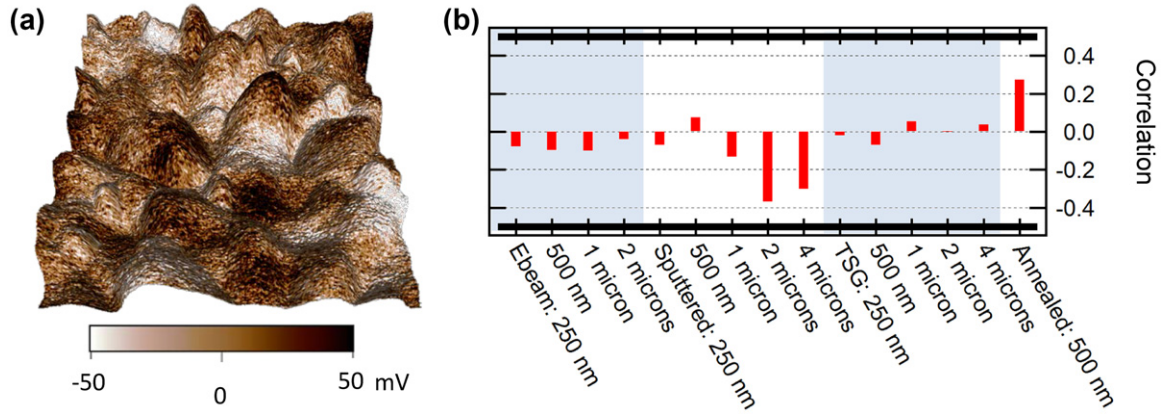 (a)
-50
0
50 mV
(b)
0.4
0.2
0.0
-0.2
-0.4
Correlation
Ebeam: 250 nm
500 nm
1 micron
2 microns
Sputtered: 250 nm
500 nm
1 micron
2 microns
4 microns
TSG: 250 nm
500 nm
1 micron
2 microns
4 microns
Annealed: 500 nm